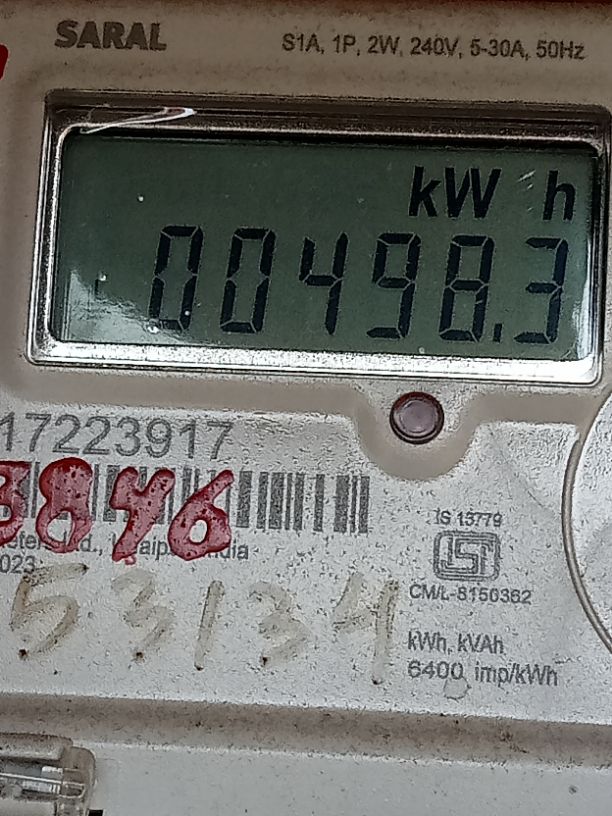 SARAL
S1A, 1P, 2W, 240V, 5-30A, 50Hz
kW h
00498.3
17223917
3846
IS 13779
CM/L-8150362
53134
kWh, kVAh
6400 imp/kWh